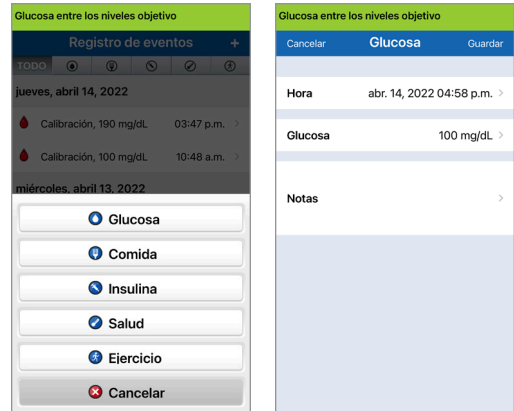 Glucosa entre los niveles objetivo
Registro de eventos +
TODO
jueves, abril 14, 2022
Calibración, 190 mg/dL 03:47 p.m. >
Calibración, 100 mg/dL 10:48 a.m. >
miércoles, abril 13, 2022
Glucosa
Comida
Insulina
Salud
Ejercicio
Cancelar
Glucosa entre los niveles objetivo
Cancelar Glucosa Guardar
Hora abr. 14, 2022 04:58 p.m. >
Glucosa 100 mg/dL >
Notas >